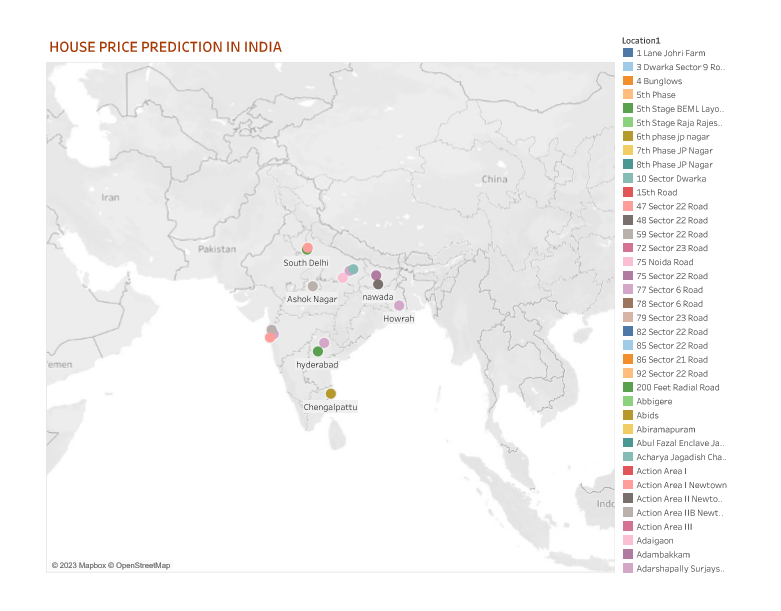 HOUSE PRICE PREDICTION IN INDIA
Iran
Pakistan
China
South Delhi
Ashok Nagar
nawada
Howrah
hyderabad
Chengalpattu
emen
Indo
© 2023 Mapbox © OpenStreetMap
Location1
1 Lane Johri Farm
3 Dwarka Sector 9 Ro..
4 Bunglows
5th Phase
5th Stage BEML Layo..
5th Stage Raja Rajes..
6th phase jp nagar
7th Phase JP Nagar
8th Phase JP Nagar
10 Sector Dwarka
15th Road
47 Sector 22 Road
48 Sector 22 Road
59 Sector 22 Road
72 Sector 23 Road
75 Noida Road
75 Sector 22 Road
77 Sector 6 Road
78 Sector 6 Road
79 Sector 23 Road
82 Sector 22 Road
85 Sector 22 Road
86 Sector 21 Road
92 Sector 22 Road
200 Feet Radial Road
Abbigere
Abids
Abiramapuram
Abul Fazal Enclave Ja..
Acharya Jagadish Cha..
Action Area I
Action Area I Newtown
Action Area II Newto..
Action Area IIB Newt..
Action Area III
Adaigaon
Adambakkam
Adarshapally Surjays..